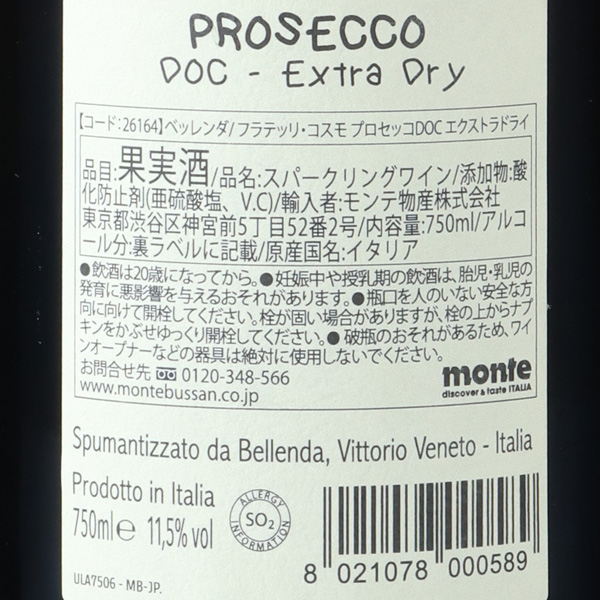 PROSECCO
DOC - Extra Dry
【コード:26164】ベッレンダ/フラテッリ・コスモ プロセッコDOC エクストラドライ
品目:果実酒/品名:スパークリングワイン/添加物:酸
化防止剤(亜硫酸塩、V.C)/輸入者:モンテ物産株式会社
東京都渋谷区神宮前5丁目52番2号/内容量:750ml/アルコ
ール分:裏ラベルに記載/原産国名:イタリア
●飲酒は20歳になってから。●妊娠中や授乳期の飲酒は、胎児・乳児の
発育に悪影響を与えるおそれがあります。●瓶口を人のいない安全な方
向に向けて開栓してください。栓が固い場合がありますが、栓の上からナプ
キンをかぶせゆっくり開栓してください。● 破瓶のおそれがあるため、ワイ
ンオープナーなどの器具は絶対に使用しないでください。
お問合せ先 0120-348-566
www.montebussan.co.jp
monte
discover & taste ITALIA
Spumantizzato da Bellenda, Vittorio Veneto - Italia
Prodotto in Italia
750ml℮ 11,5% vol
ALLERGY
SO2
INFORMATION
8 021078 000589
ULA7506 - MB-JP.